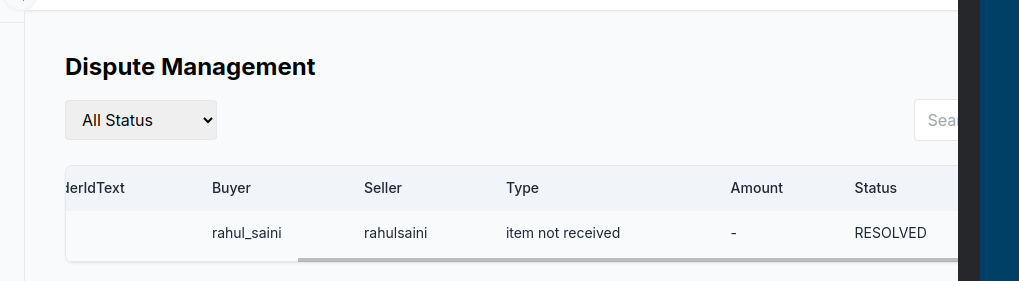 Dispute Management
All Status
Sea
derIdText Buyer Seller Type Amount Status
rahul_saini rahulsaini item not received - RESOLVED